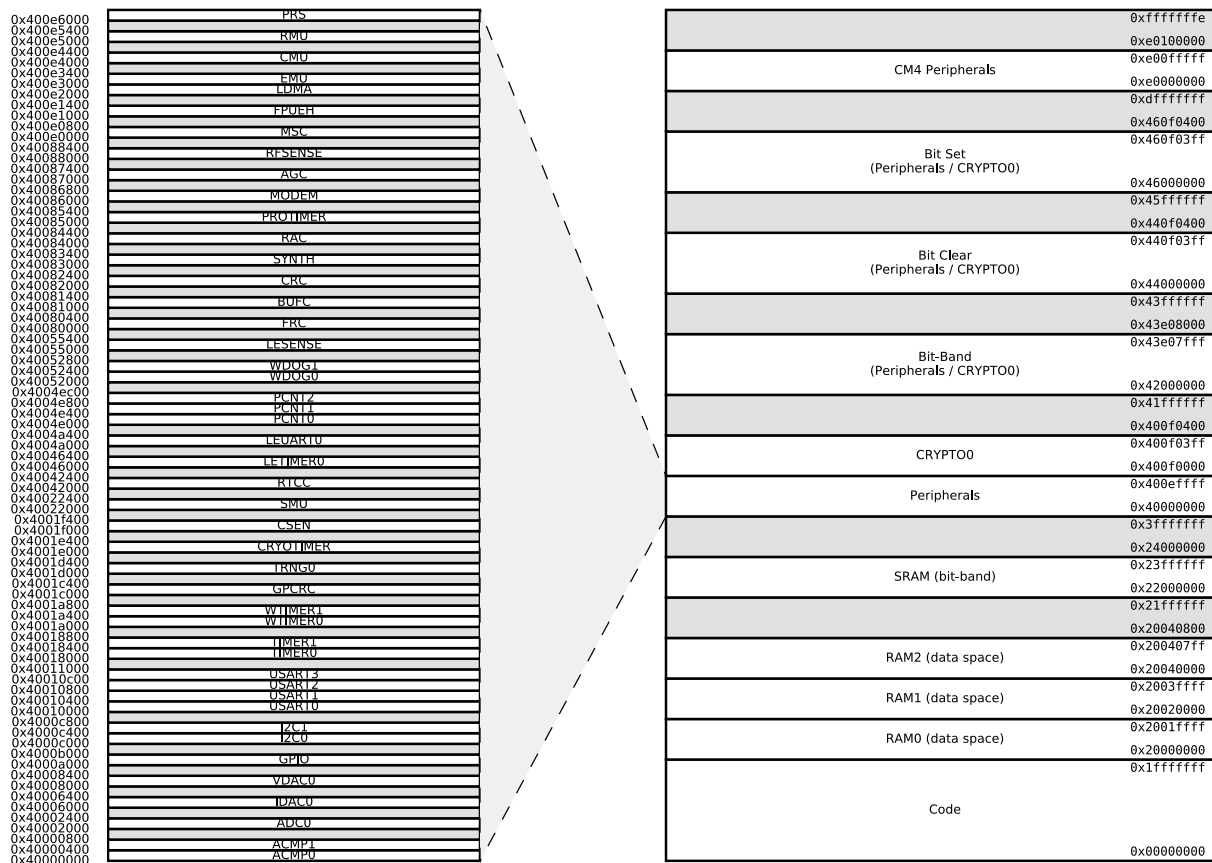 0x400e6000
PRS
0x400e5400
RMU
0x400e5000
0x400e4400
CMU
0x400e4000
0x400e3400
EMU
0x400e3000
LDMA
0x400e2000
0x400e1400
FPUEH
0x400e1000
0x400e0800
MSC
0x400e0000
0x40088400
RFSENSE
0x40088000
0x40087400
AGC
0x40087000
0x40086800
MODEM
0x40086000
0x40085400
PROTIMER
0x40085000
0x40084400
RAC
0x40084000
0x40083400
SYNTH
0x40083000
0x40082400
CRC
0x40082000
0x40081400
BUFC
0x40081000
0x40080400
FRC
0x40080000
0x40055400
LESENSE
0x40055000
0x40052800
WDOG1
0x40052400
WDOG0
0x40052000
0x4004ec00
PCNT2
0x4004e800
PCNT1
0x4004e400
PCNT0
0x4004e000
0x4004a400
LEUART0
0x4004a000
0x40046400
LETIMER0
0x40046000
0x40042400
RTCC
0x40042000
0x40022400
SMU
0x40022000
0x4001f400
CSEN
0x4001f000
0x4001e400
CRYOTIMER
0x4001e000
0x4001d400
TRNG0
0x4001d000
0x4001c400
GPCRC
0x4001c000
0x4001a800
WTIMER1
0x4001a400
WTIMER0
0x4001a000
0x40018800
TIMER1
0x40018400
TIMER0
0x40018000
0x40011000
USART3
0x40010c00
USART2
0x40010800
USART1
0x40010400
USART0
0x40010000
0x4000c800
I2C1
0x4000c400
I2C0
0x4000c000
0x4000b000
GPIO
0x4000a000
0x40008400
VDAC0
0x40008000
0x40006400
IDAC0
0x40006000
0x40002400
ADC0
0x40002000
0x40000800
ACMP1
0x40000400
ACMP0
0x40000000
0xfffffffe
0xe0100000
0xe00fffff
CM4 Peripherals
0xe0000000
0xdfffffff
0x460f0400
0x460f03ff
Bit Set
(Peripherals / CRYPTO0)
0x46000000
0x45ffffff
0x440f0400
0x440f03ff
Bit Clear
(Peripherals / CRYPTO0)
0x44000000
0x43ffffff
0x43e08000
0x43e07fff
Bit-Band
(Peripherals / CRYPTO0)
0x42000000
0x41ffffff
0x400f0400
0x400f03ff
CRYPTO0
0x400f0000
0x400effff
Peripherals
0x40000000
0x3fffffff
0x24000000
0x23ffffff
SRAM (bit-band)
0x22000000
0x21ffffff
0x20040800
0x200407ff
RAM2 (data space)
0x20040000
0x2003ffff
RAM1 (data space)
0x20020000
0x2001ffff
RAM0 (data space)
0x20000000
0x1fffffff
Code
0x00000000